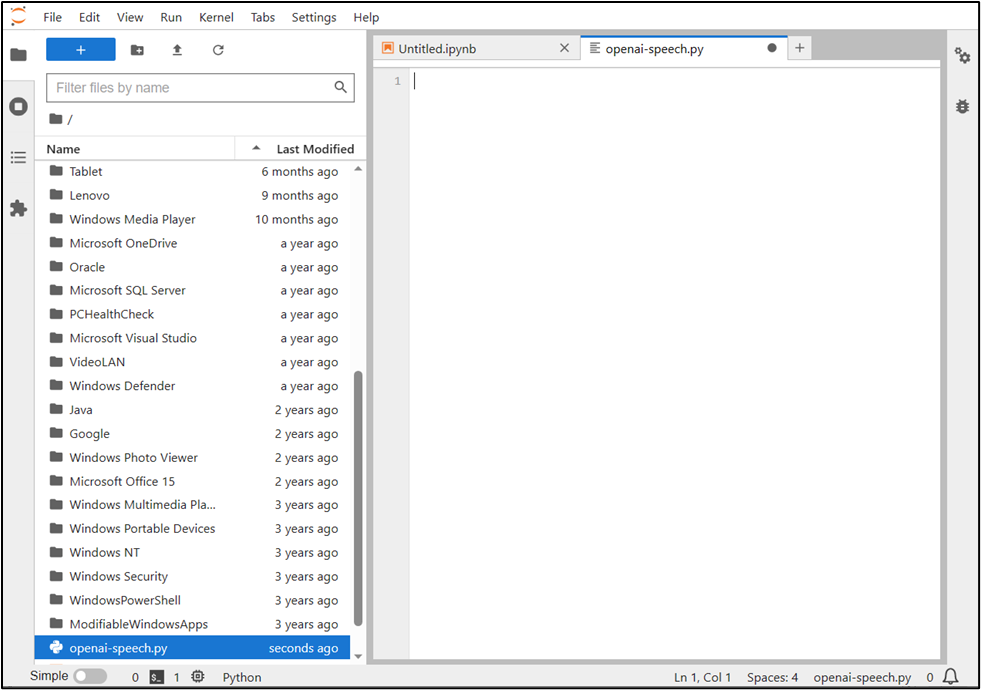 File Edit View Run Kernel Tabs Settings Help
+
Filter files by name
/
Name Last Modified
Tablet 6 months ago
Lenovo 9 months ago
Windows Media Player 10 months ago
Microsoft OneDrive a year ago
Oracle a year ago
Microsoft SQL Server a year ago
PCHealthCheck a year ago
Microsoft Visual Studio a year ago
VideoLAN a year ago
Windows Defender a year ago
Java 2 years ago
Google 2 years ago
Windows Photo Viewer 2 years ago
Microsoft Office 15 2 years ago
Windows Multimedia Pla... 3 years ago
Windows Portable Devices 3 years ago
Windows NT 3 years ago
Windows Security 3 years ago
WindowsPowerShell 3 years ago
ModifiableWindowsApps 3 years ago
openai-speech.py seconds ago
Untitled.ipynb openai-speech.py +
1
Simple 0 $_ 1 Python Ln 1, Col 1 Spaces: 4 openai-speech.py 0